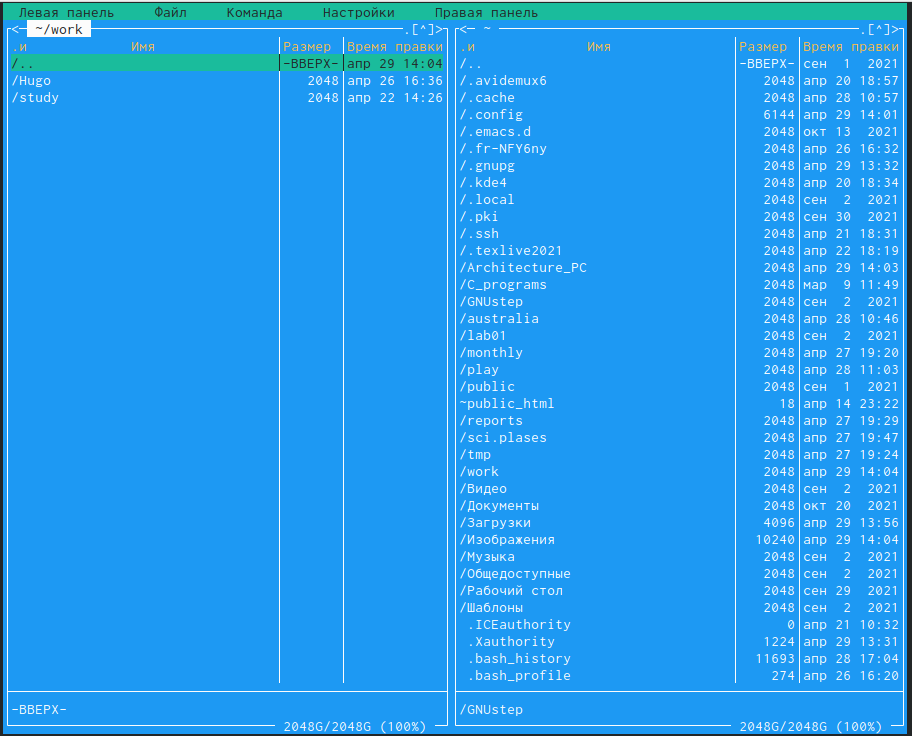 Левая панель Файл Команда Настройки Правая панель
<- ~/work .[^]>
.и Имя Размер Время правки
/.. -ВВЕРХ- апр 29 14:04
/Hugo 2048 апр 26 16:36
/study 2048 апр 22 14:26
-ВВЕРХ-
2048G/2048G (100%)
<- ~ .[^]>
.и Имя Размер Время правки
/.. -ВВЕРХ- сен 1 2021
/.avidemux6 2048 апр 20 18:57
/.cache 2048 апр 28 10:57
/.config 6144 апр 29 14:01
/.emacs.d 2048 окт 13 2021
/.fr-NFY6ny 2048 апр 26 16:32
/.gnupg 2048 апр 29 13:32
/.kde4 2048 апр 20 18:34
/.local 2048 сен 2 2021
/.pki 2048 сен 30 2021
/.ssh 2048 апр 21 18:31
/.texlive2021 2048 апр 22 18:19
/Architecture_PC 2048 апр 29 14:03
/C_programs 2048 мар 9 11:49
/GNUstep 2048 сен 2 2021
/australia 2048 апр 28 10:46
/lab01 2048 сен 2 2021
/monthly 2048 апр 27 19:20
/play 2048 апр 28 11:03
/public 2048 сен 1 2021
~public_html 18 апр 14 23:22
/reports 2048 апр 27 19:29
/sci.plases 2048 апр 27 19:47
/tmp 2048 апр 27 19:24
/work 2048 апр 29 14:04
/Видео 2048 сен 2 2021
/Документы 2048 окт 20 2021
/Загрузки 4096 апр 29 13:56
/Изображения 10240 апр 29 14:04
/Музыка 2048 сен 2 2021
/Общедоступные 2048 сен 2 2021
/Рабочий стол 2048 сен 29 2021
/Шаблоны 2048 сен 2 2021
.ICEauthority 0 апр 21 10:32
.Xauthority 1224 апр 29 13:31
.bash_history 11693 апр 28 17:04
.bash_profile 274 апр 26 16:20
/GNUstep
2048G/2048G (100%)